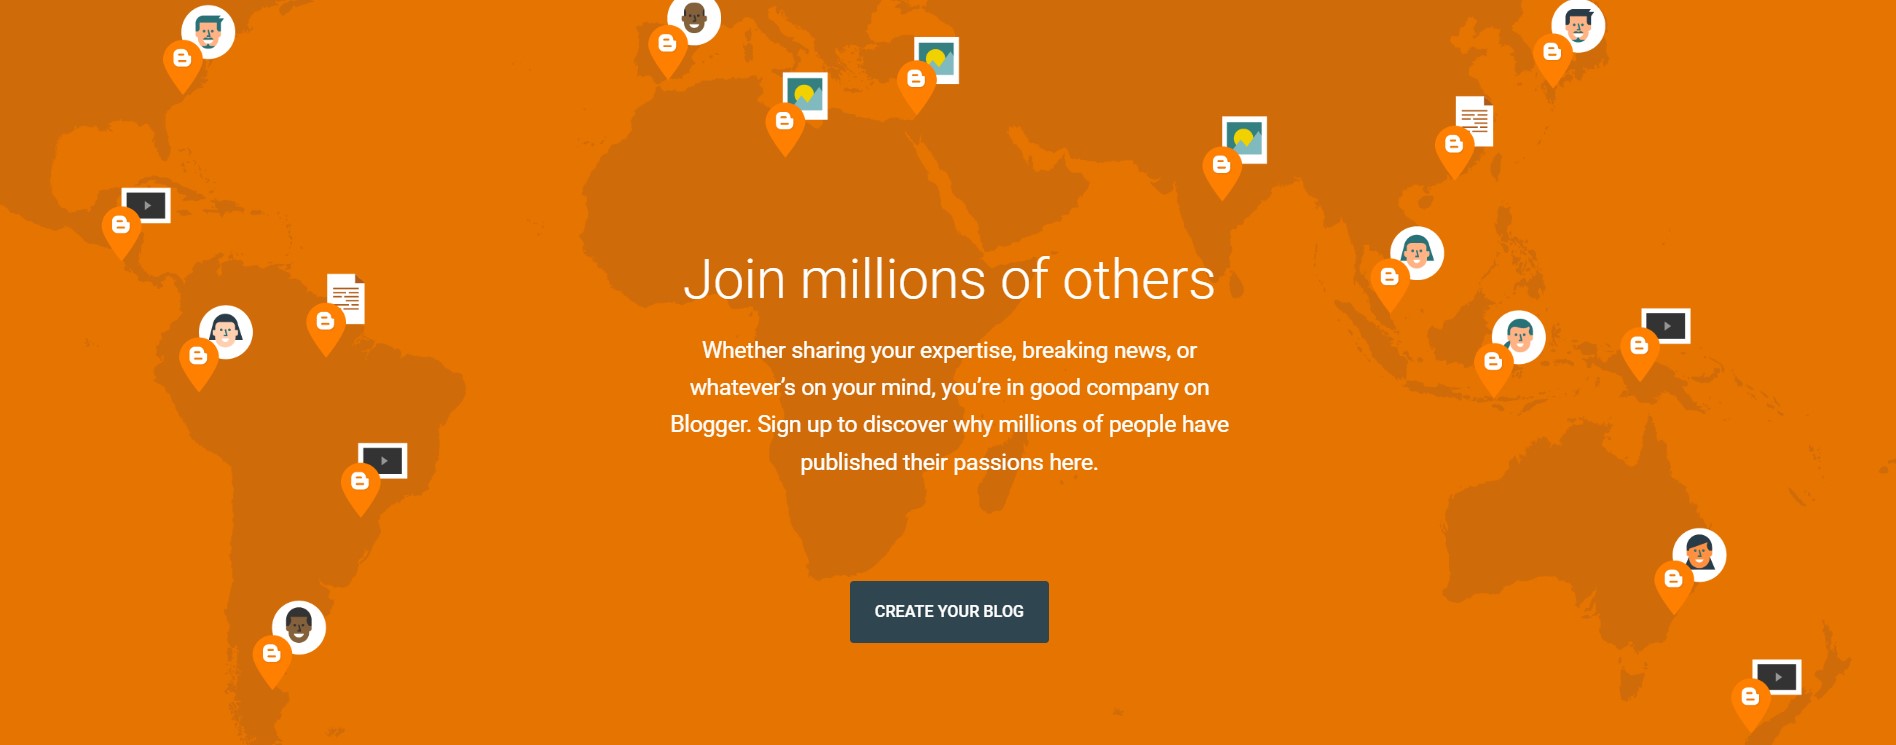 Join millions of others
Whether sharing your expertise, breaking news, or
whatever’s on your mind, you’re in good company on
Blogger. Sign up to discover why millions of people have
published their passions here.
CREATE YOUR BLOG